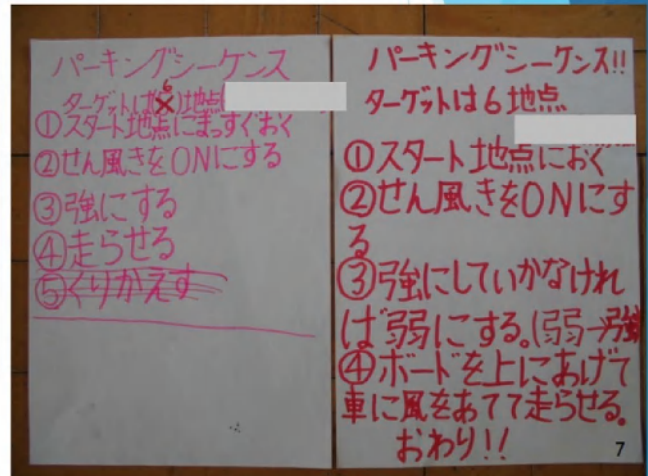 パーキングシーケンス
6
ターゲットは(X)地点(
①スタート地点にまっすぐおく
②せん風きをONにする
③強にする
④走らせる
⑤くりかえす
パーキングシーケンス!!
ターゲットは6地点
①スタート地点におく
②せん風きをONにす
る
③強にしていかなけれ
ば弱にする。(弱→強
④ボードを上にあげて
車に風をあてて走らせる。
おわり!!
7